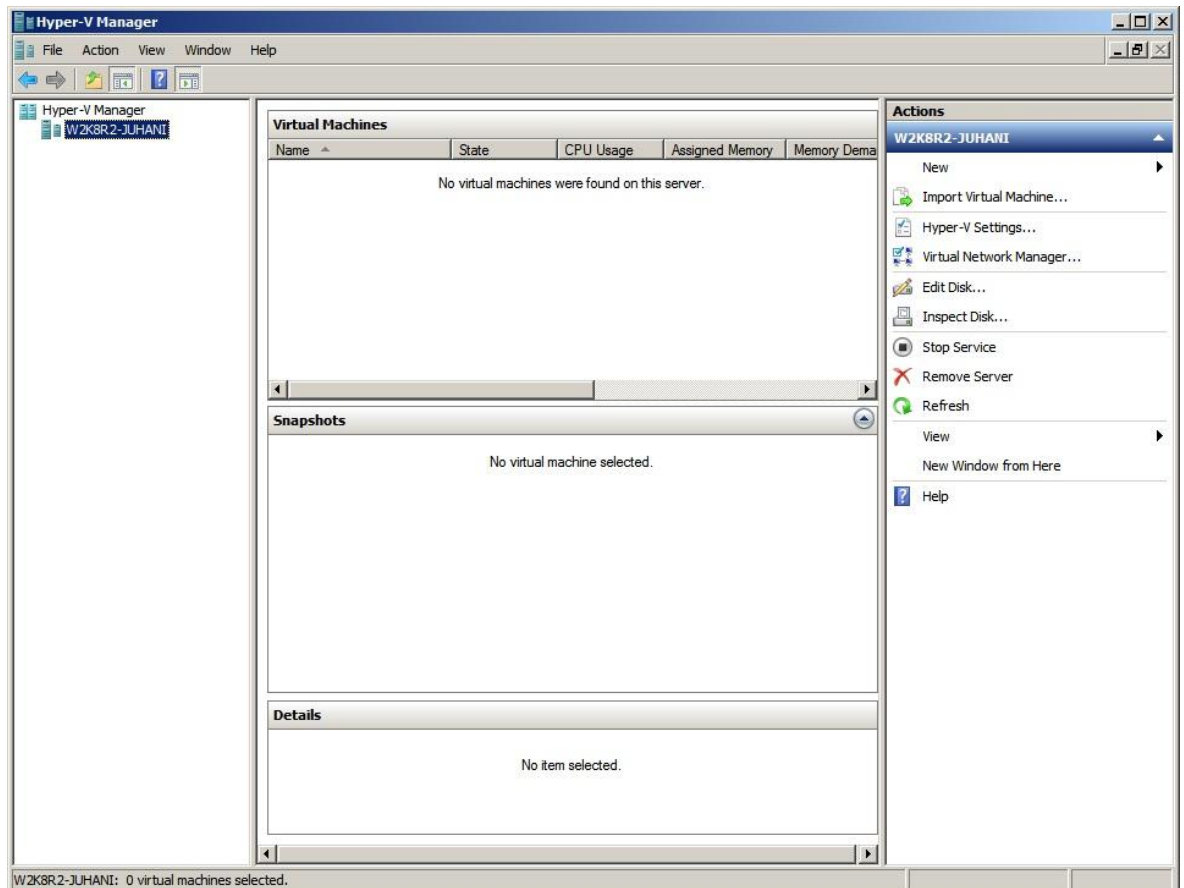 Hyper-V Manager
File Action View Window Help
Hyper-V Manager
W2K8R2-JUHANI
Virtual Machines
Name State CPU Usage Assigned Memory Memory Dema
No virtual machines were found on this server.
Snapshots
No virtual machine selected.
Details
No item selected.
Actions
W2K8R2-JUHANI
New
Import Virtual Machine...
Hyper-V Settings...
Virtual Network Manager...
Edit Disk...
Inspect Disk...
Stop Service
Remove Server
Refresh
View
New Window from Here
Help
W2K8R2-JUHANI: 0 virtual machines selected.